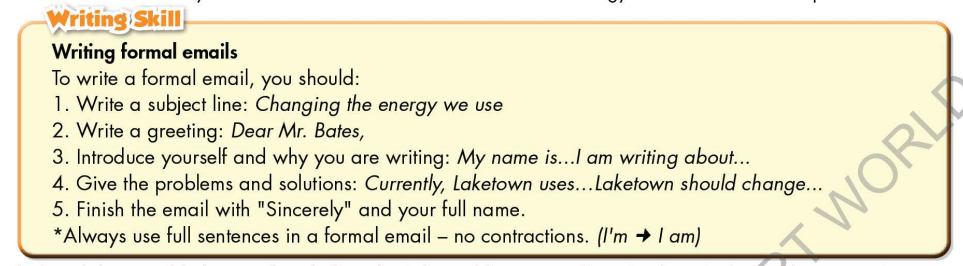 Writing Skill
Writing formal emails
To write a formal email, you should:
1. Write a subject line: Changing the energy we use
2. Write a greeting: Dear Mr. Bates,
3. Introduce yourself and why you are writing: My name is...I am writing about...
4. Give the problems and solutions: Currently, Laketown uses...Laketown should change...
5. Finish the email with "Sincerely" and your full name.
*Always use full sentences in a formal email – no contractions. (I'm → I am)
WORLD